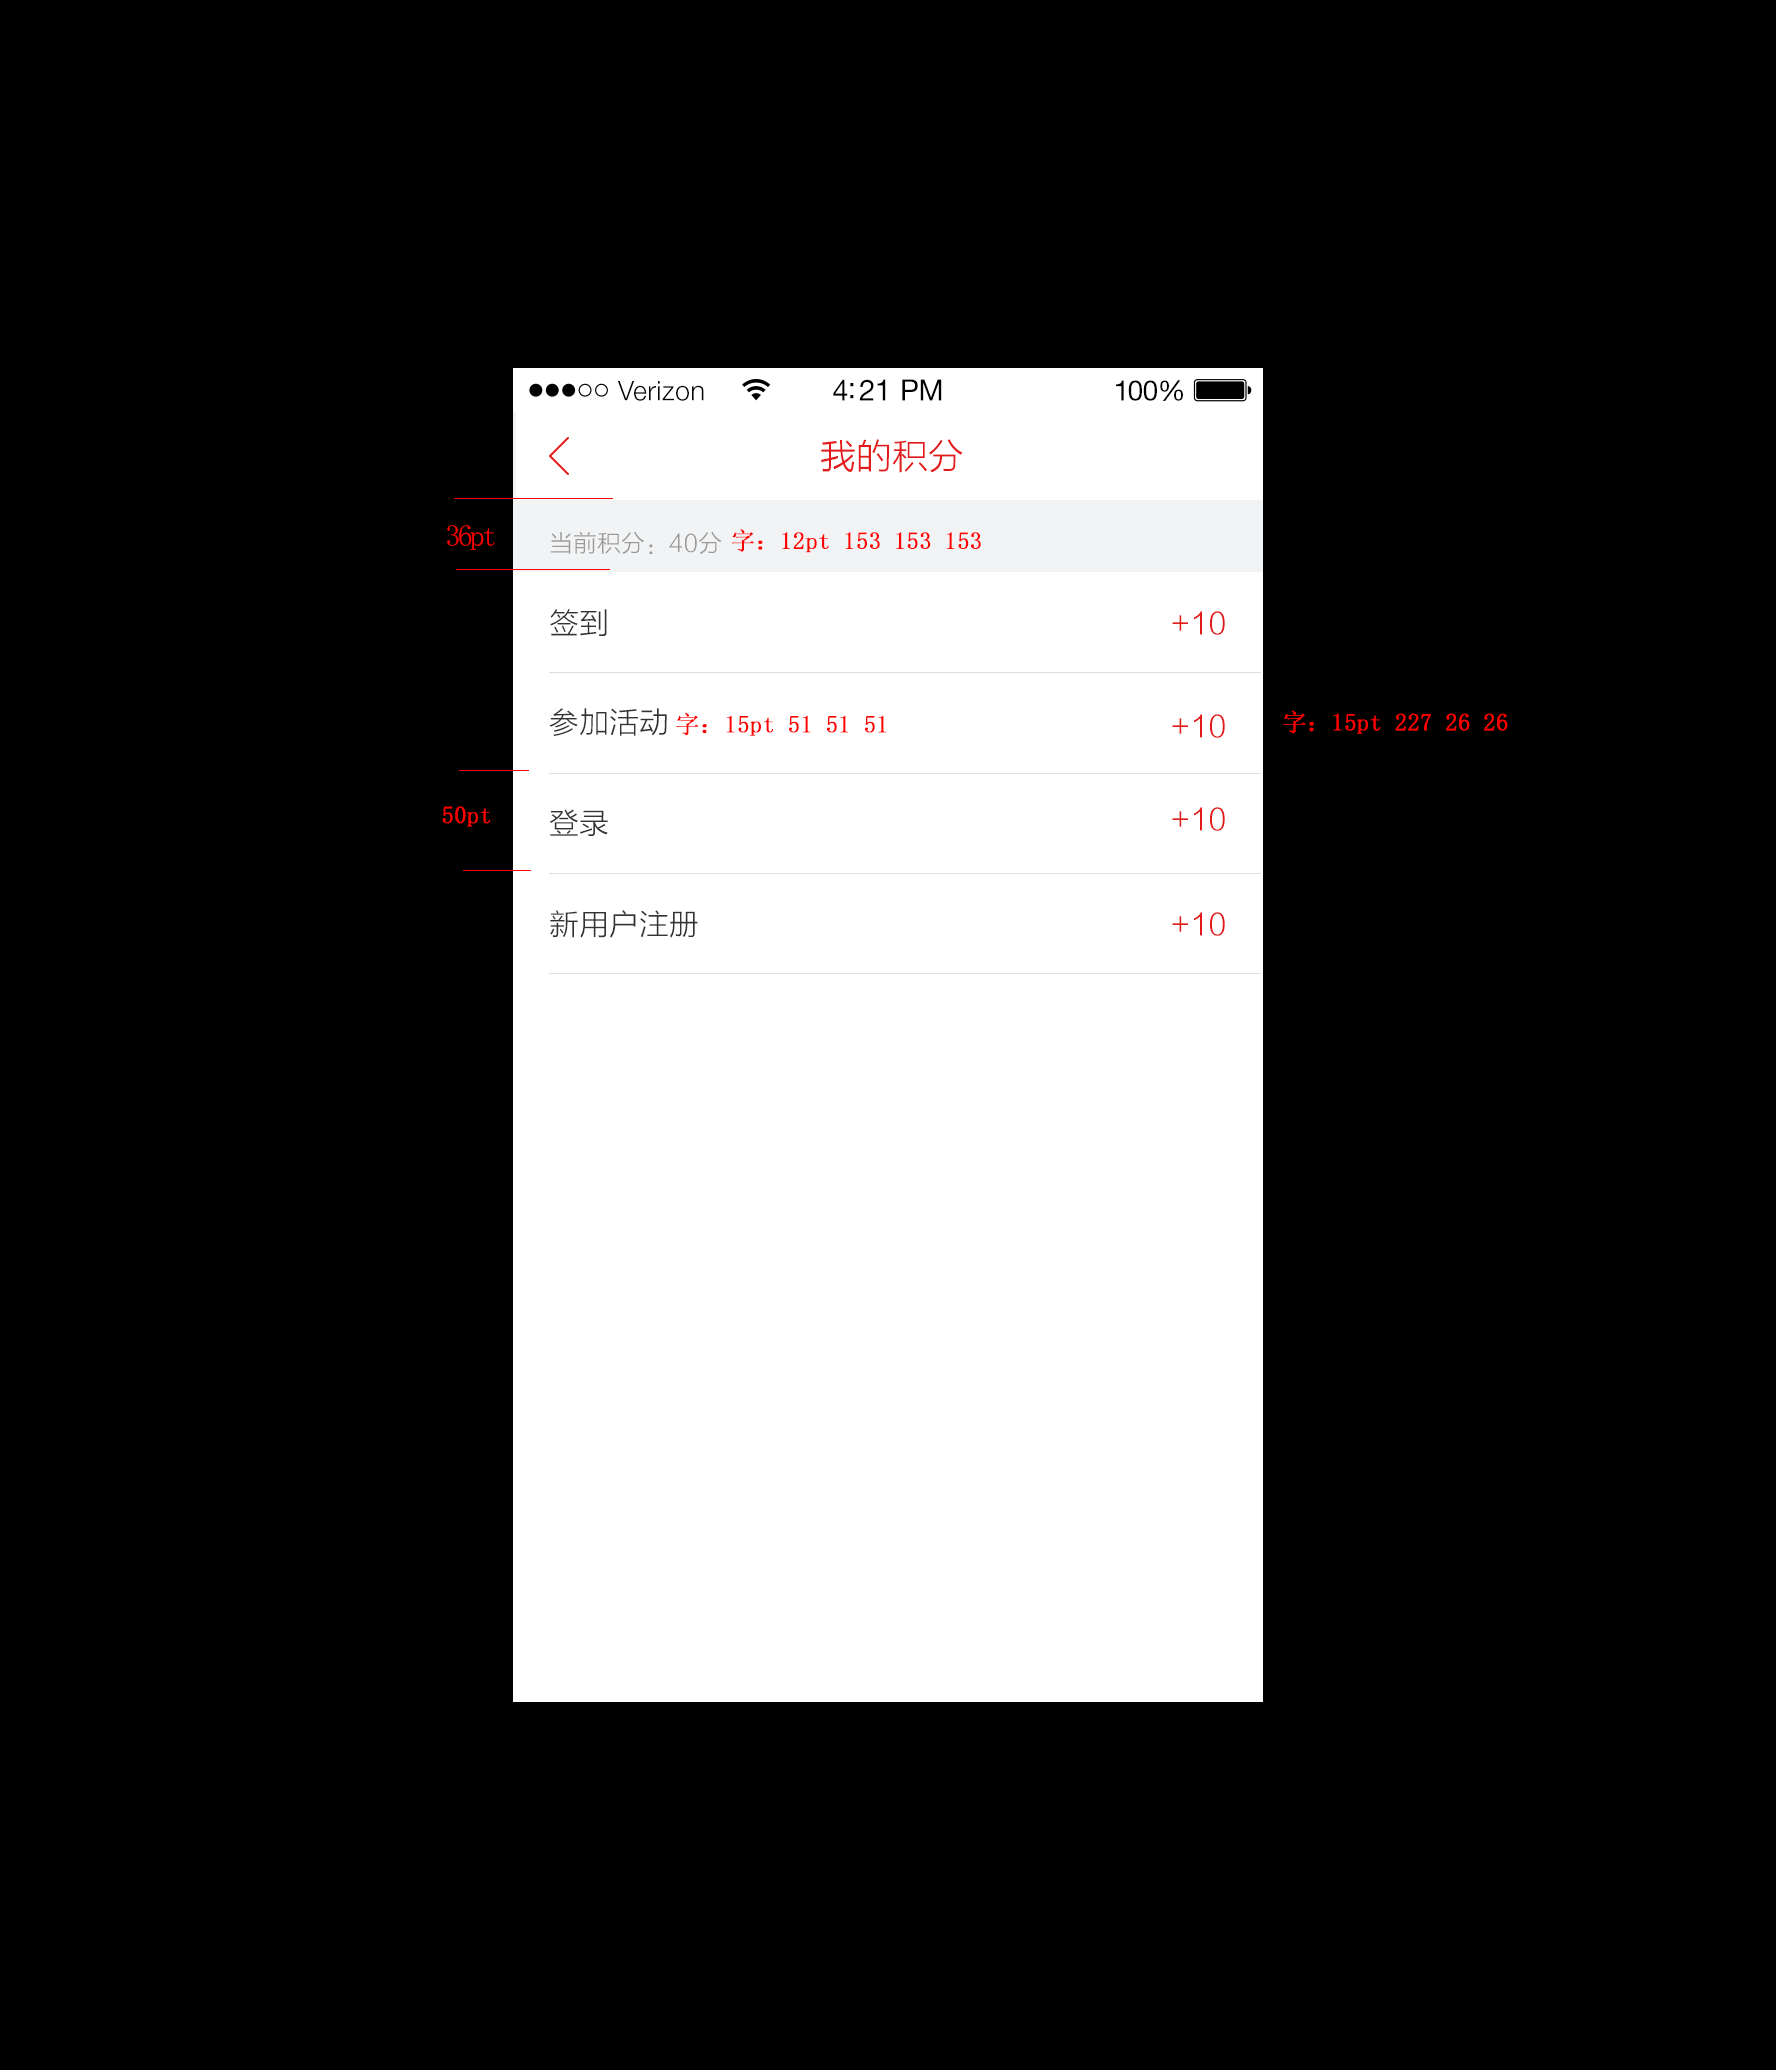 Verizon 4:21 PM 100%
我的积分
36pt
当前积分：40分 字：12pt 153 153 153
签到 +10
参加活动 字：15pt 51 51 51 +10 字：15pt 227 26 26
50pt 登录 +10
新用户注册 +10